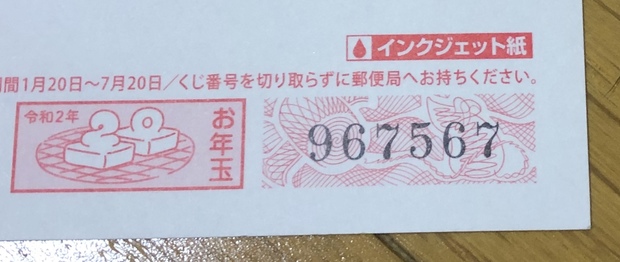 インクジェット紙
間1月20日～7月20日／くじ番号を切り取らずに郵便局へお持ちください。
令和2年
20
お年玉
967567